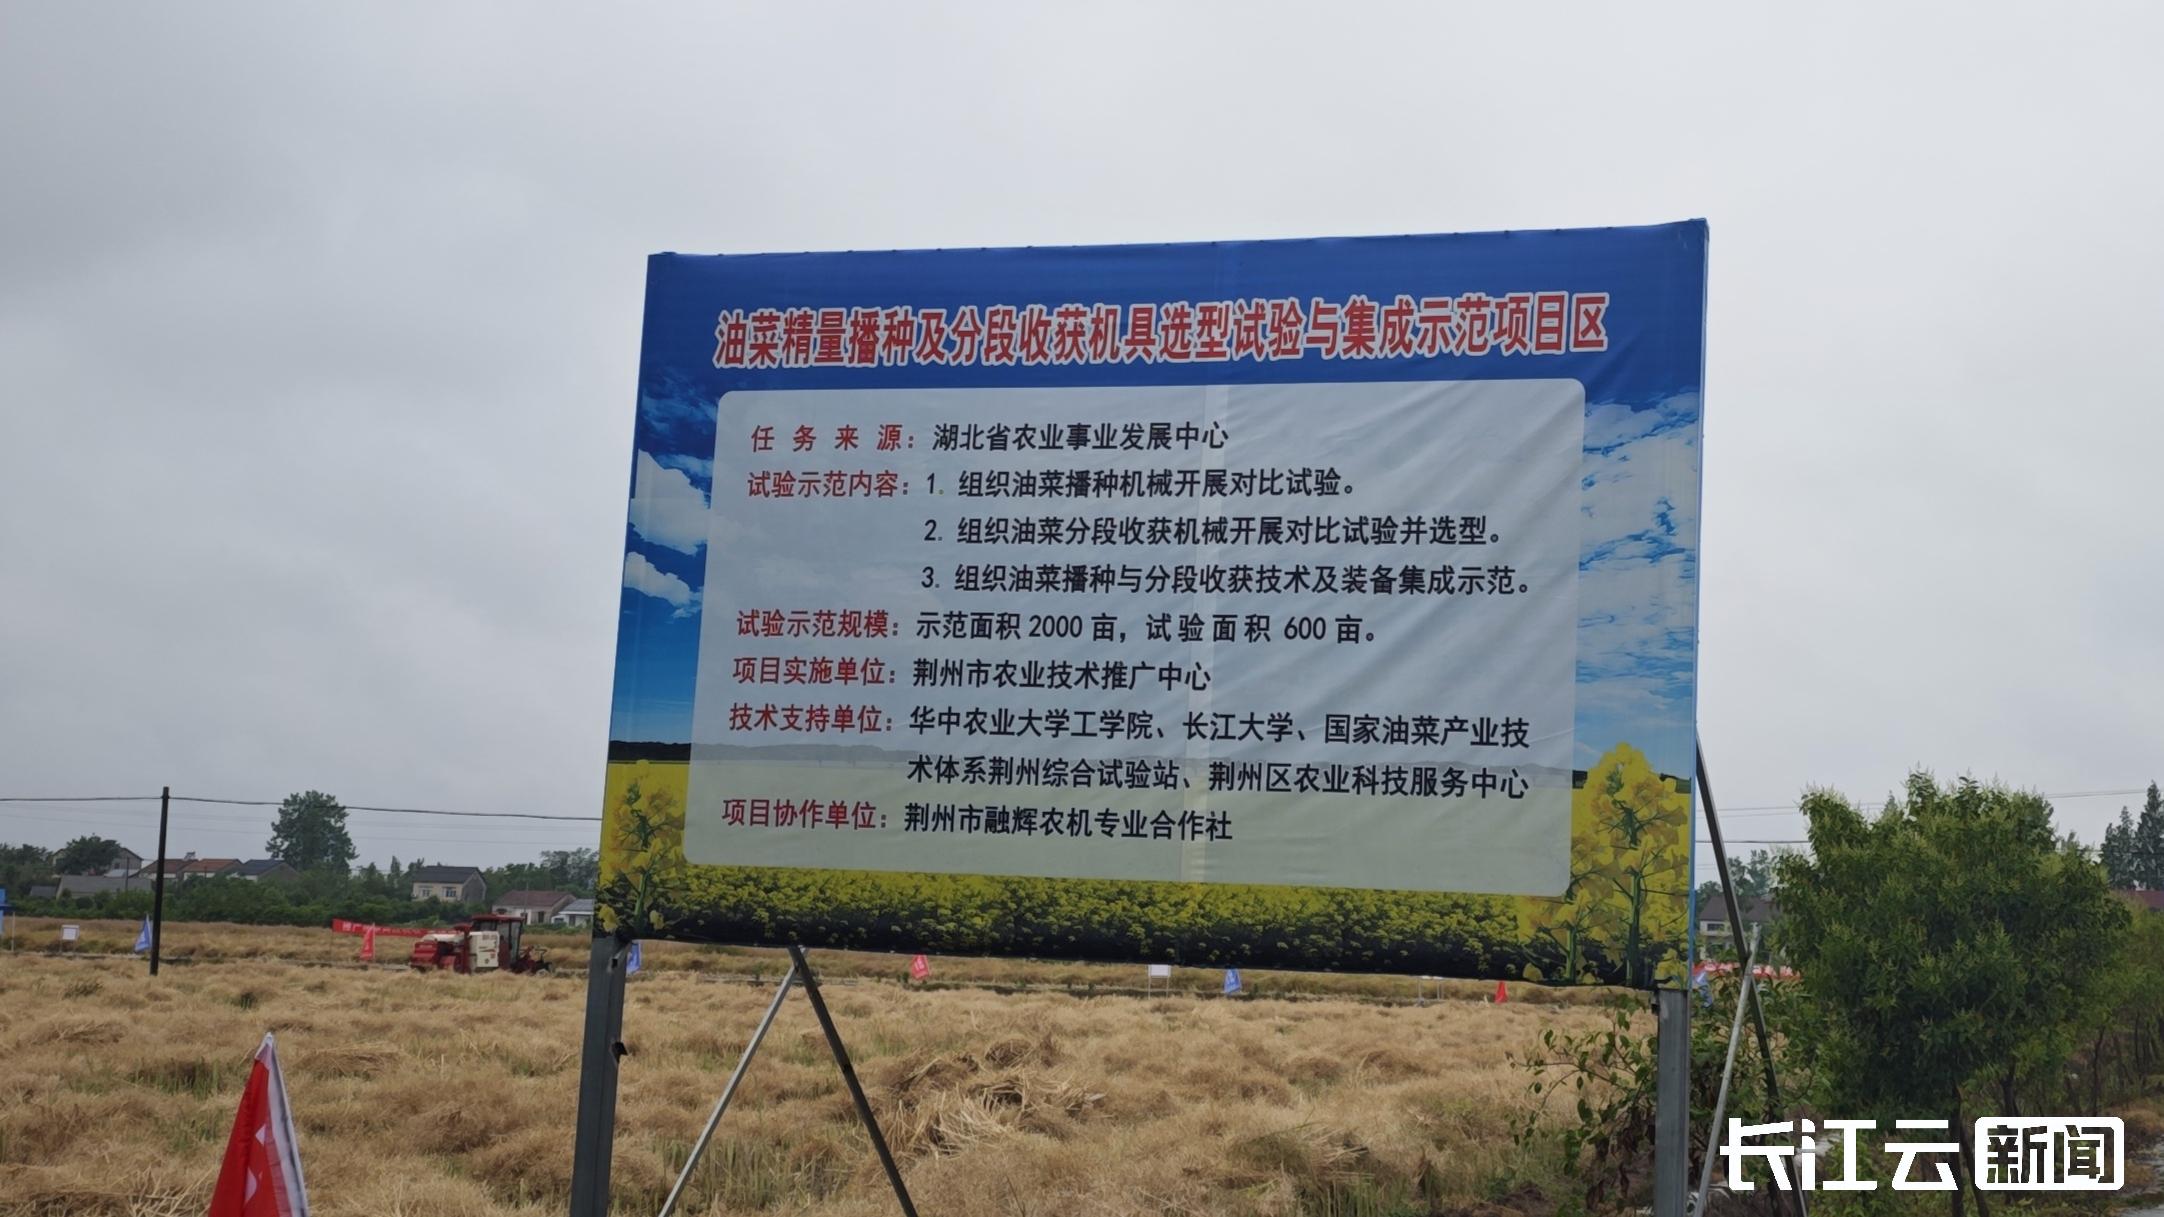 油菜精量播种及分段收获机具选型试验与集成示范项目区
任务来源：湖北省农业事业发展中心
试验示范内容：1. 组织油菜播种机械开展对比试验。
2. 组织油菜分段收获机械开展对比试验并选型。
3. 组织油菜播种与分段收获技术及装备集成示范。
试验示范规模：示范面积 2000 亩，试验面积 600 亩。
项目实施单位：荆州市农业技术推广中心
技术支持单位：华中农业大学工学院、长江大学、国家油菜产业技
术体系荆州综合试验站、荆州区农业科技服务中心
项目协作单位：荆州市融辉农机专业合作社
长江云 新闻